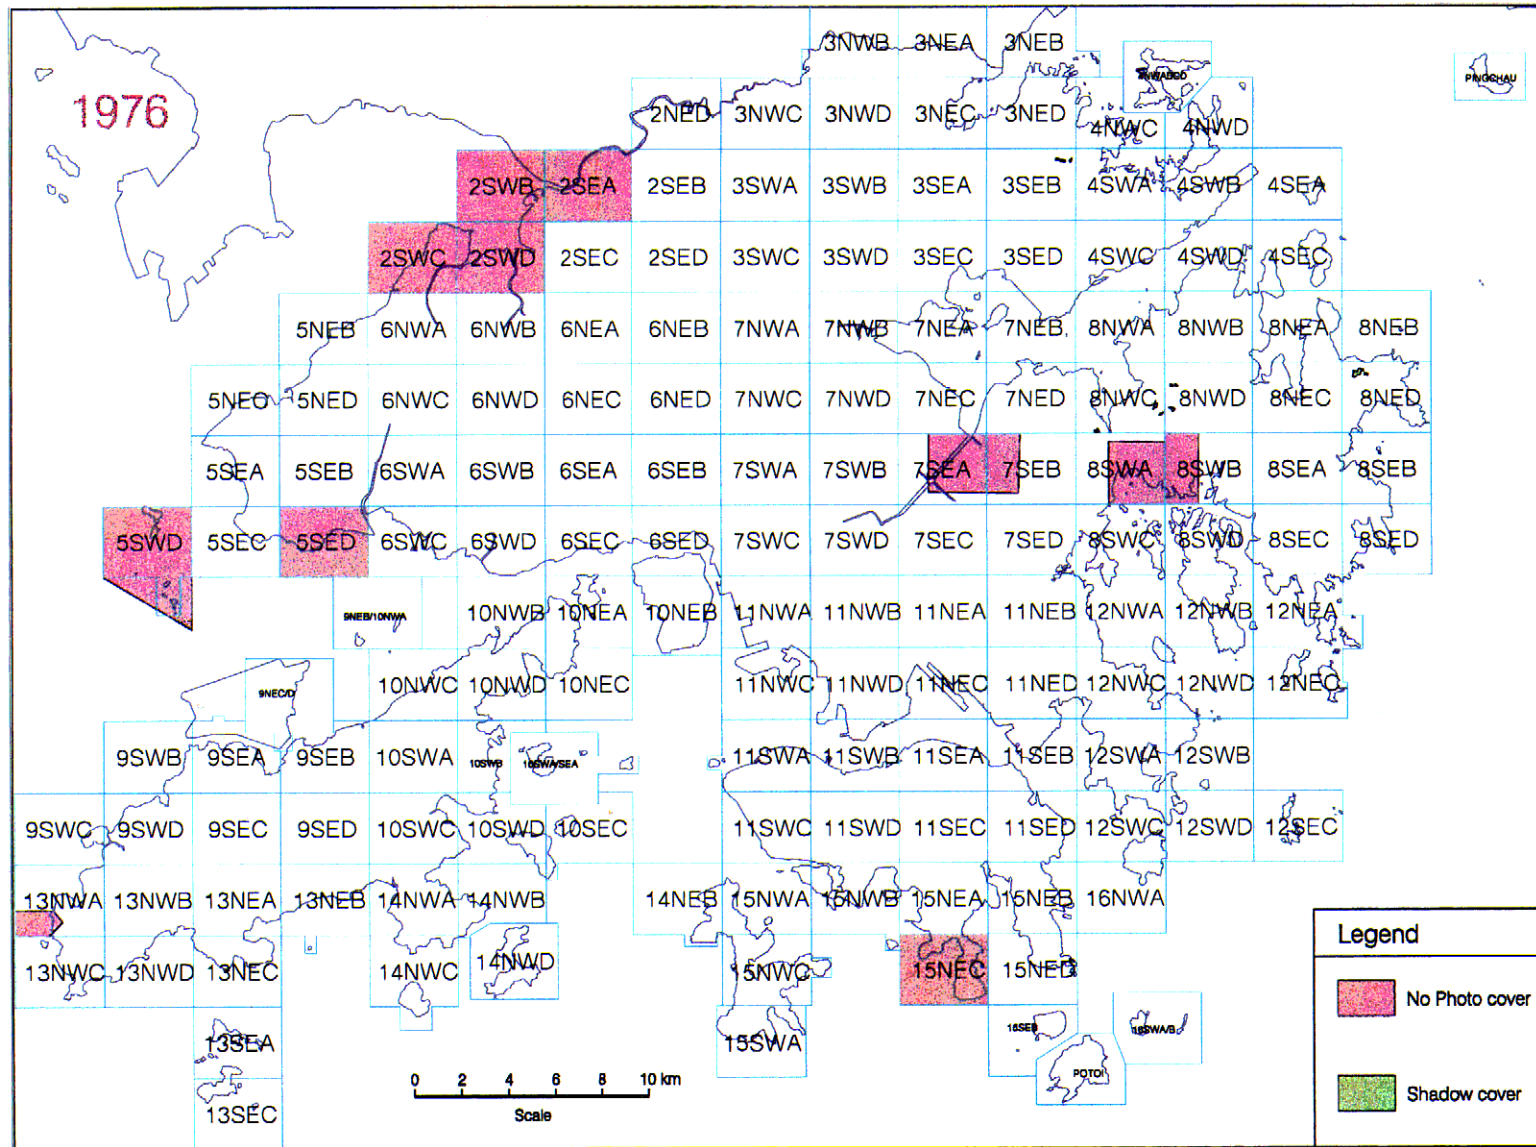 3NWB 3NEA 3NEB
PINGCHAU
1976
2NED 3NWC 3NWD 3NEC 3NED 4NWC 4NWD
2SWB 2SEA 2SEB 3SWA 3SWB 3SEA 3SEB 4SWA 4SWB 4SEA
2SWC 2SWD 2SEC 2SED 3SWC 3SWD 3SEC 3SED 4SWC 4SWD 4SEC
5NEB 6NWA 6NWB 6NEA 6NEB 7NWA 7NWB 7NEA 7NEB 8NWA 8NWB 8NEA 8NEB
5NEC 5NED 6NWC 6NWD 6NEC 6NED 7NWC 7NWD 7NEC 7NED 8NWC 8NWD 8NEC 8NED
5SEA 5SEB 6SWA 6SWB 6SEA 6SEB 7SWA 7SWB 7SEA 7SEB 8SWA 8SWB 8SEA 8SEB
5SWD 5SEC 5SED 6SWC 6SWD 6SEC 6SED 7SWC 7SWD 7SEC 7SED 8SWC 8SWD 8SEC 8SED
9NEB/10NWA 10NWB 10NEA 10NEB 11NWA 11NWB 11NEA 11NEB 12NWA 12NWB 12NEA
9NEC/D 10NWC 10NWD 10NEC 11NWC 11NWD 11NEC 11NED 12NWC 12NWD 12NEC
9SWB 9SEA 9SEB 10SWA 10SWB 11SWA 11SWB 11SEA 11SEB 12SWA 12SWB
9SWC 9SWD 9SEC 9SED 10SWC 10SWD 10SEC 11SWC 11SWD 11SEC 11SED 12SWC 12SWD 12SEC
13NWA 13NWB 13NEA 13NEB 14NWA 14NWB 14NEB 15NWA 15NWB 15NEA 15NEB 16NWA
13NWC 13NWD 13NEC 14NWC 14NWD 15NWC 15NEC 15NED
13SEA 15SWA
POTOI
13SEC
0 2 4 6 8 10 km
Scale
Legend
No Photo cover
Shadow cover